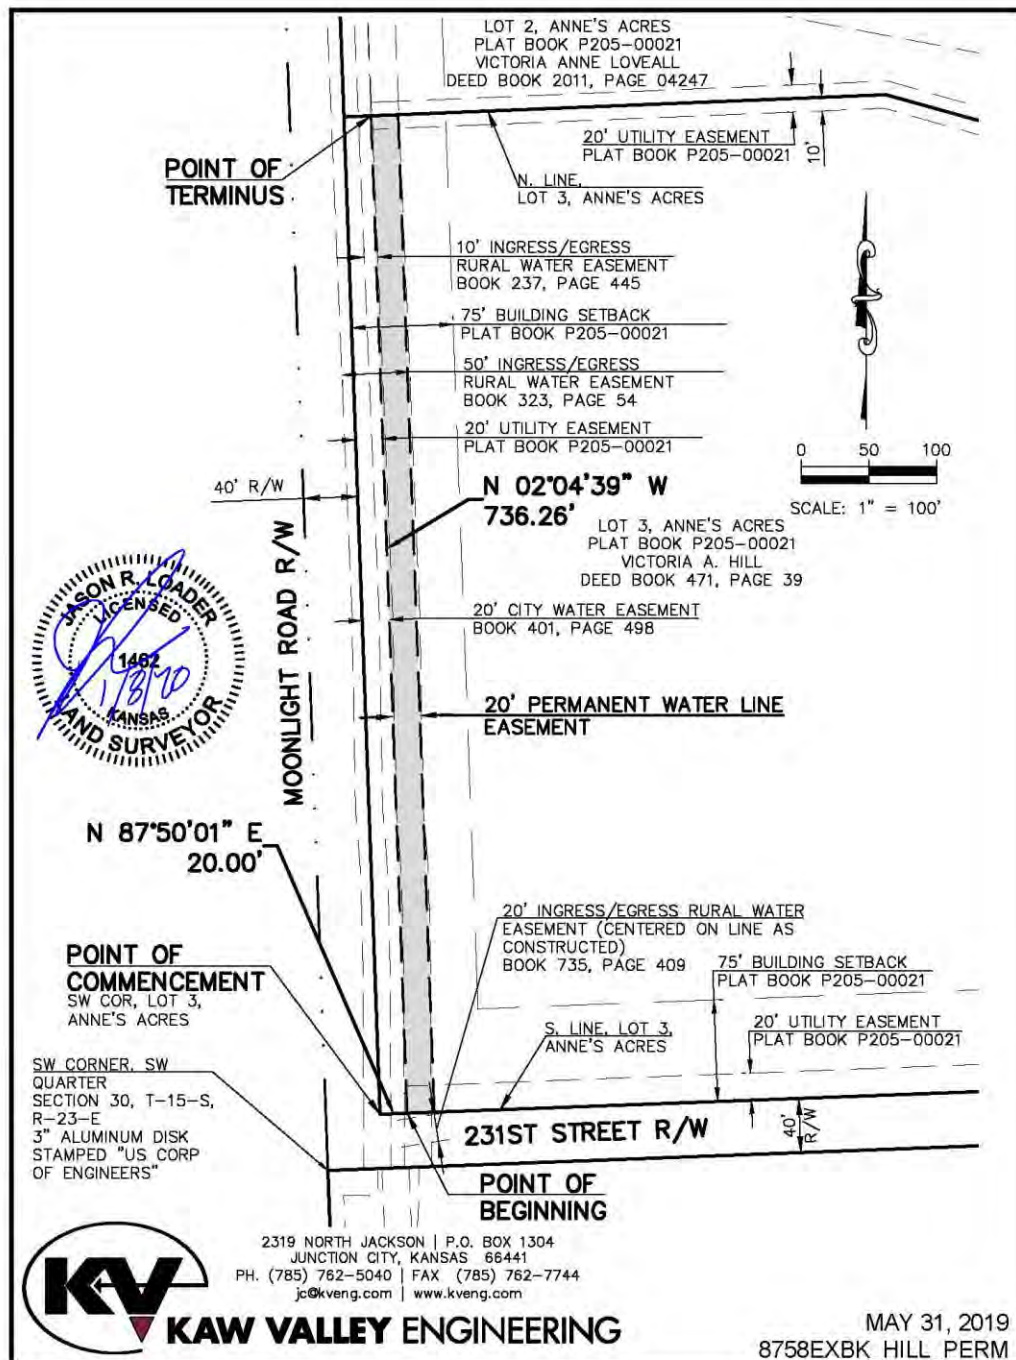 LOT 2, ANNE'S ACRES
PLAT BOOK P205-00021
VICTORIA ANNE LOVEALL
DEED BOOK 2011, PAGE 04247
20' UTILITY EASEMENT
PLAT BOOK P205-00021
10'
POINT OF
TERMINUS
N. LINE,
LOT 3, ANNE'S ACRES
10' INGRESS/EGRESS
RURAL WATER EASEMENT
BOOK 237, PAGE 445
75' BUILDING SETBACK
PLAT BOOK P205-00021
50' INGRESS/EGRESS
RURAL WATER EASEMENT
BOOK 323, PAGE 54
20' UTILITY EASEMENT
PLAT BOOK P205-00021
0 50 100
SCALE: 1" = 100'
40' R/W
N 02°04'39" W
736.26'
LOT 3, ANNE'S ACRES
PLAT BOOK P205-00021
VICTORIA A. HILL
DEED BOOK 471, PAGE 39
MOONLIGHT ROAD R/W
JASON R. LOADER
LICENSED
1462
1/8/20
KANSAS
LAND SURVEYOR
20' CITY WATER EASEMENT
BOOK 401, PAGE 498
20' PERMANENT WATER LINE
EASEMENT
N 87°50'01" E
20.00'
20' INGRESS/EGRESS RURAL WATER
EASEMENT (CENTERED ON LINE AS
CONSTRUCTED)
BOOK 735, PAGE 409
75' BUILDING SETBACK
PLAT BOOK P205-00021
POINT OF
COMMENCEMENT
SW COR, LOT 3,
ANNE'S ACRES
S. LINE, LOT 3,
ANNE'S ACRES
20' UTILITY EASEMENT
PLAT BOOK P205-00021
SW CORNER, SW
QUARTER
SECTION 30, T-15-S,
R-23-E
3" ALUMINUM DISK
STAMPED "US CORP
OF ENGINEERS"
231ST STREET R/W
40'
R/W
POINT OF
BEGINNING
2319 NORTH JACKSON | P.O. BOX 1304
JUNCTION CITY, KANSAS 66441
PH. (785) 762-5040 | FAX (785) 762-7744
jc@kveng.com | www.kveng.com
KV
KAW VALLEY ENGINEERING
MAY 31, 2019
8758EXBK HILL PERM